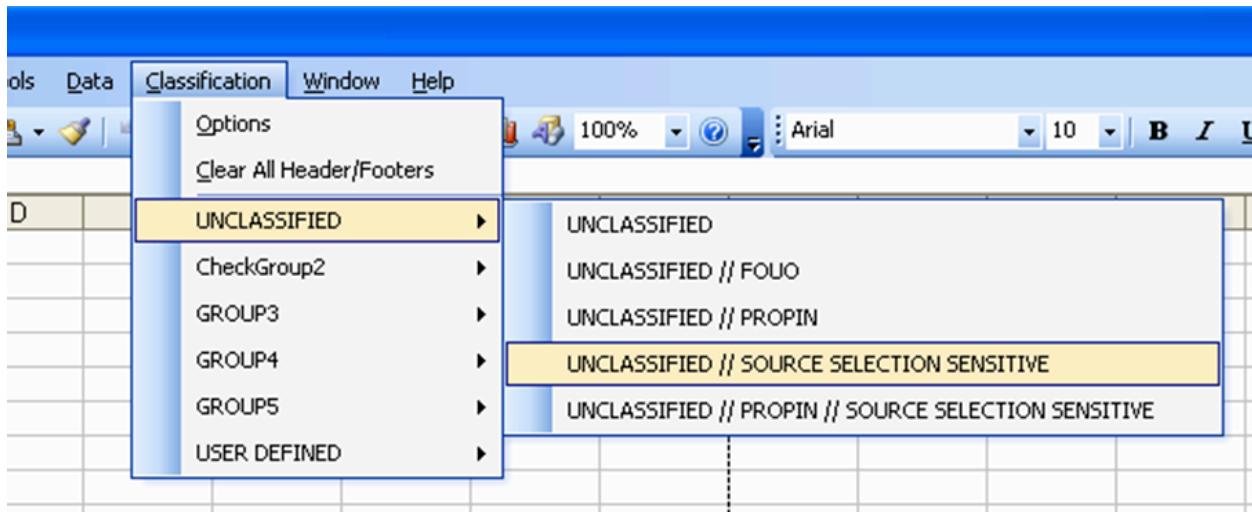 ols Data Classification Window Help
100% Arial 10 B I U
Options
Clear All Header/Footers
D
UNCLASSIFIED
CheckGroup2
GROUP3
GROUP4
GROUP5
USER DEFINED
UNCLASSIFIED
UNCLASSIFIED // FOUO
UNCLASSIFIED // PROPIN
UNCLASSIFIED // SOURCE SELECTION SENSITIVE
UNCLASSIFIED // PROPIN // SOURCE SELECTION SENSITIVE